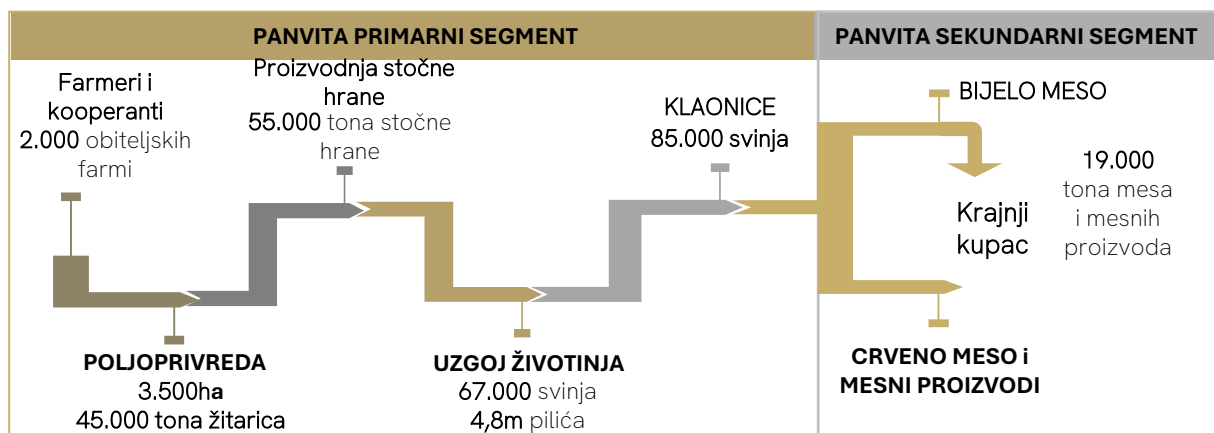 PANVITA PRIMARNI SEGMENT
PANVITA SEKUNDARNI SEGMENT
Farmeri i
kooperanti
2.000 obiteljskih
farmi
Proizvodnja stočne
hrane
55.000 tona stočne
hrane
KLAONICE
85.000 svinja
BIJELO MESO
Krajnji
kupac
19.000
tona mesa
i mesnih
proizvoda
POLJOPRIVREDA
3.500ha
45.000 tona žitarica
UZGOJ ŽIVOTINJA
67.000 svinja
4,8m pilića
CRVENO MESO i
MESNI PROIZVODI